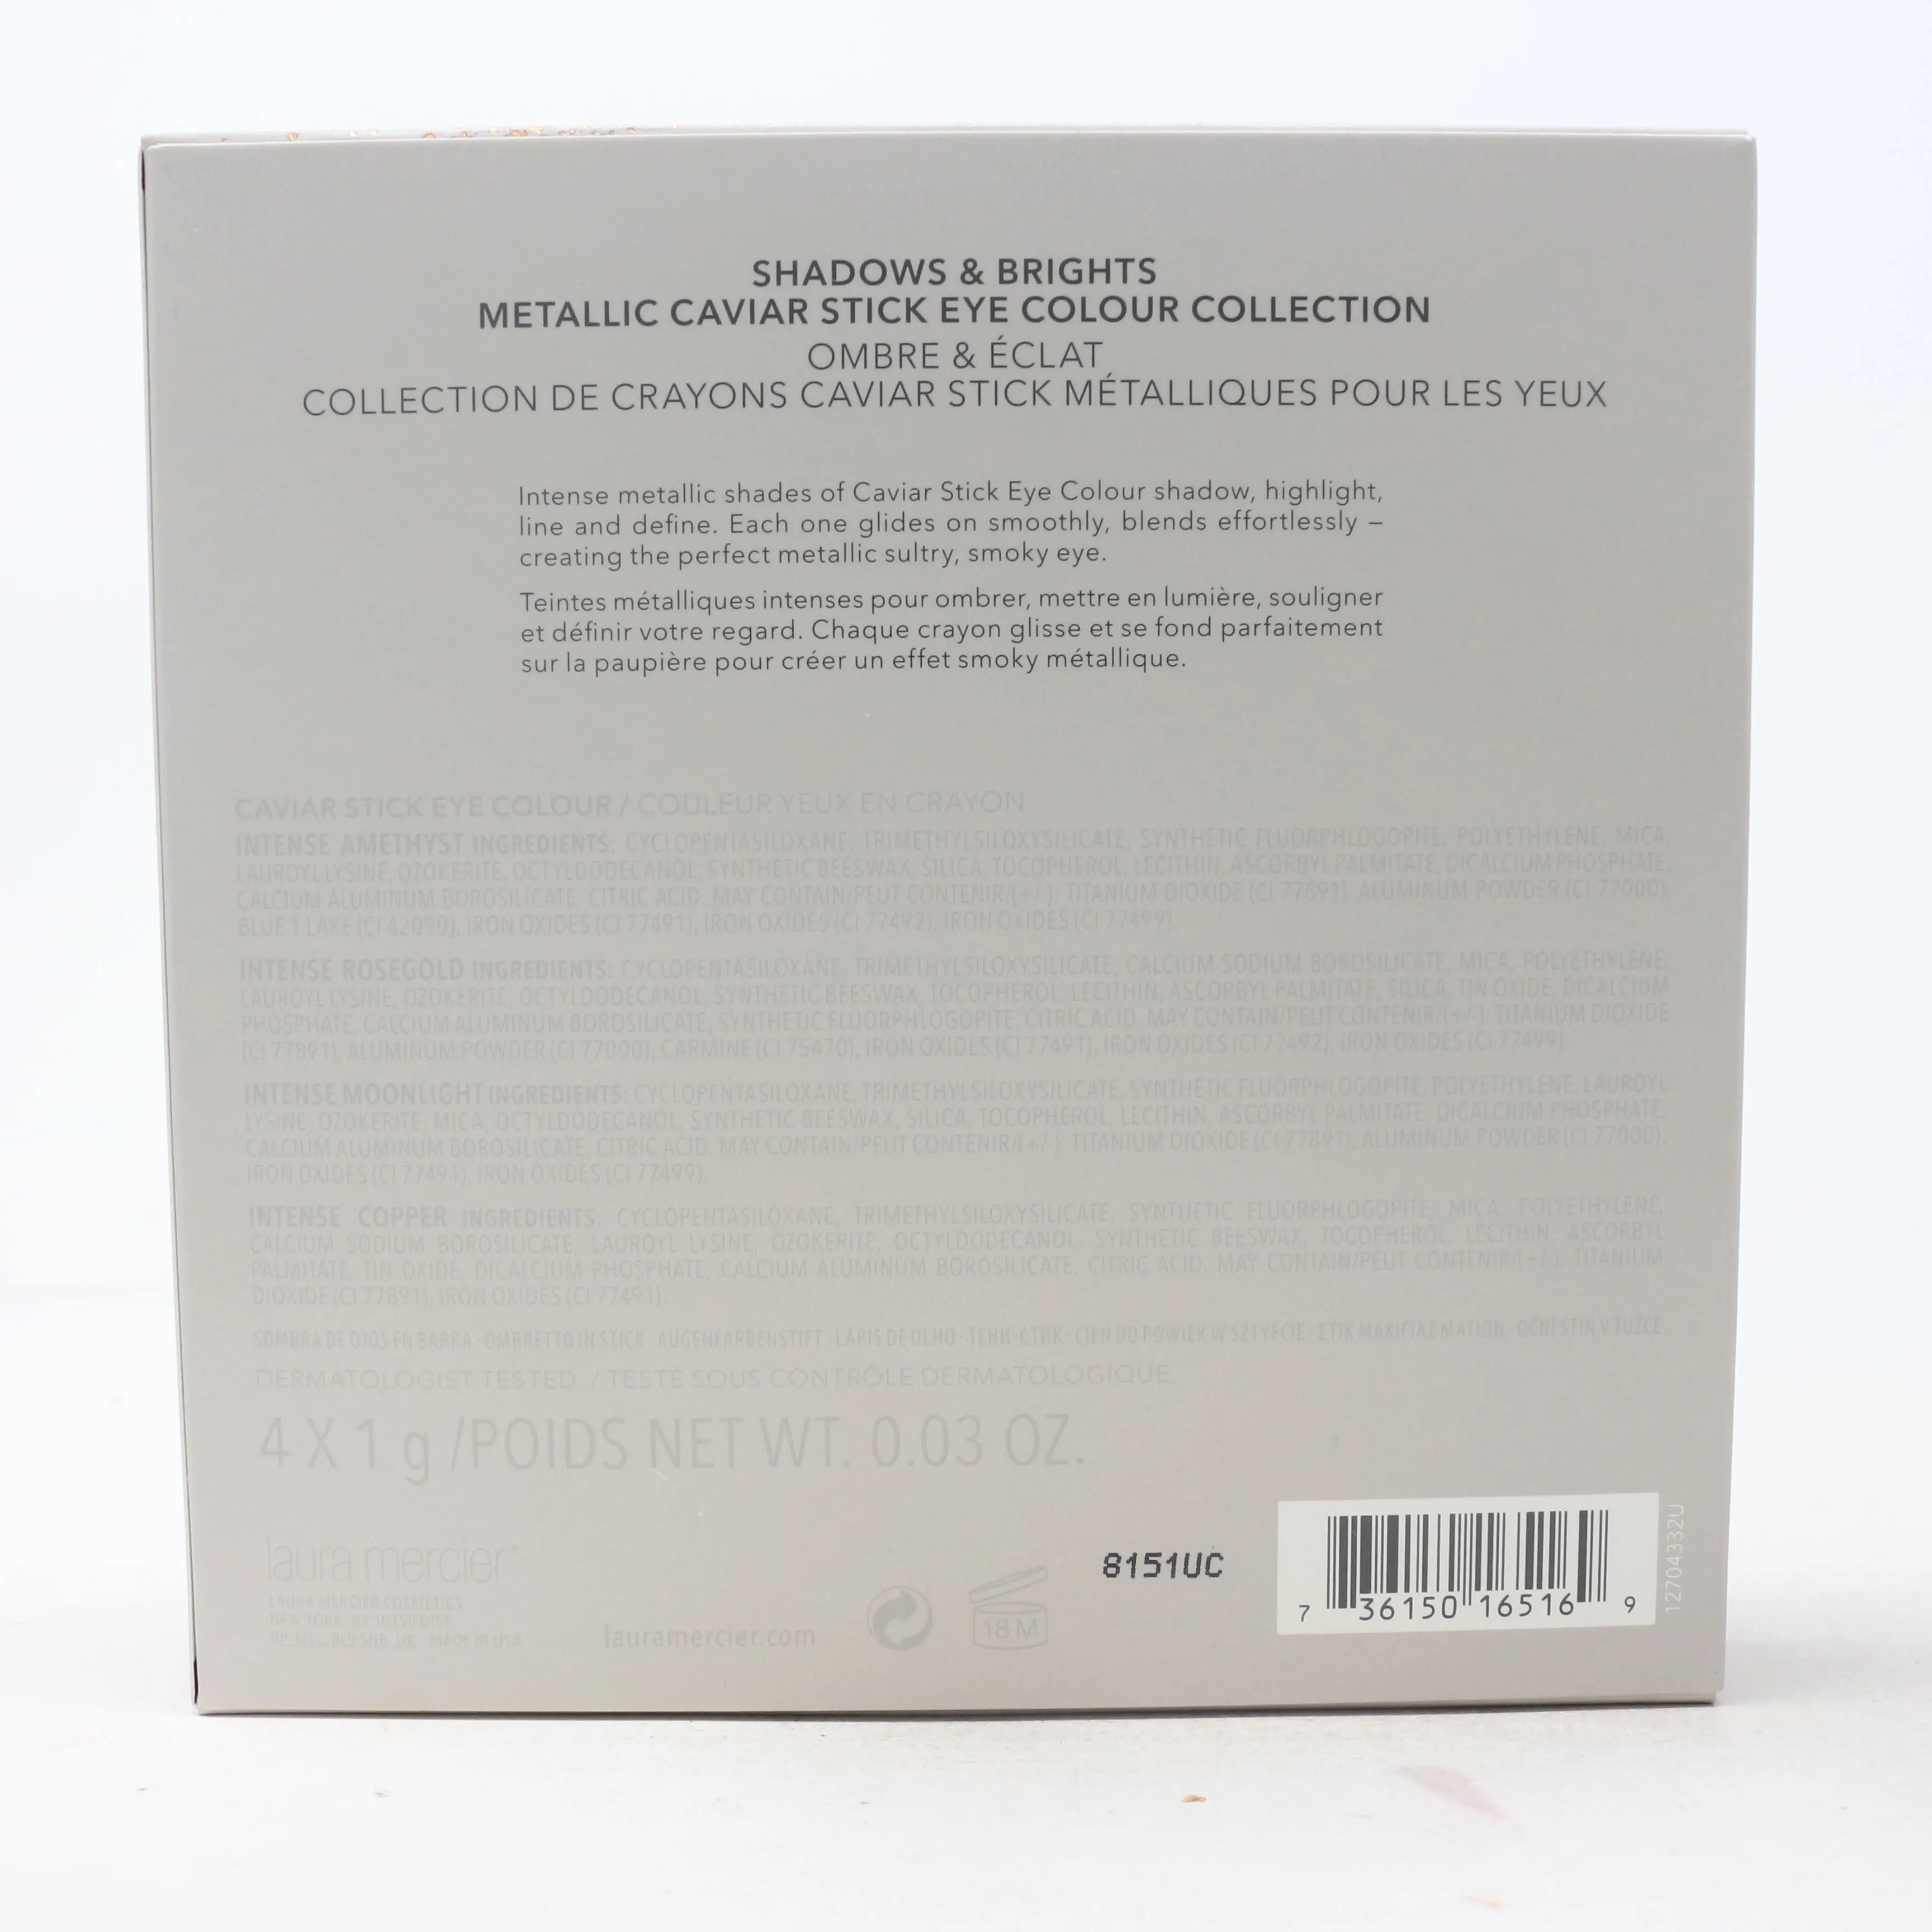 SHADOWS & BRIGHTS
METALLIC CAVIAR STICK EYE COLOUR COLLECTION
OMBRE & ÉCLAT
COLLECTION DE CRAYONS CAVIAR STICK MÉTALLIQUES POUR LES YEUX
Intense metallic shades of Caviar Stick Eye Colour shadow, highlight,
line and define. Each one glides on smoothly, blends effortlessly –
creating the perfect metallic sultry, smoky eye.
Teintes métalliques intenses pour ombrer, mettre en lumière, souligner
et définir votre regard. Chaque crayon glisse et se fond parfaitement
sur la paupière pour créer un effet smoky métallique.
CAVIAR STICK EYE COLOUR / COULEUR YEUX EN CRAYON
INTENSE AMETHYST INGREDIENTS: CYCLOPENTASILOXANE, TRIMETHYLSILOXYSILICATE, SYNTHETIC FLUORPHLOGOPITE, POLYETHYLENE, MICA,
LAUROYL LYSINE, OZOKERITE, OCTYLDODECANOL, SYNTHETIC BEESWAX, SILICA, TOCOPHEROL, LECITHIN, ASCORBYL PALMITATE, DICALCIUM PHOSPHATE,
CALCIUM ALUMINUM BOROSILICATE, CITRIC ACID. MAY CONTAIN/PEUT CONTENIR/(+/-): TITANIUM DIOXIDE (CI 77891), ALUMINUM POWDER (CI 77000),
BLUE 1 LAKE (CI 42090), IRON OXIDES (CI 77491), IRON OXIDES (CI 77492), IRON OXIDES (CI 77499).
INTENSE ROSEGOLD INGREDIENTS: CYCLOPENTASILOXANE, TRIMETHYLSILOXYSILICATE, CALCIUM SODIUM BOROSILICATE, MICA, POLYETHYLENE,
LAUROYL LYSINE, OZOKERITE, OCTYLDODECANOL, SYNTHETIC BEESWAX, TOCOPHEROL, LECITHIN, ASCORBYL PALMITATE, SILICA, TIN OXIDE, DICALCIUM
PHOSPHATE, CALCIUM ALUMINUM BOROSILICATE, SYNTHETIC FLUORPHLOGOPITE, CITRIC ACID. MAY CONTAIN/PEUT CONTENIR/(+/-): TITANIUM DIOXIDE
(CI 77891), ALUMINUM POWDER (CI 77000), CARMINE (CI 75470), IRON OXIDES (CI 77491), IRON OXIDES (CI 77492), IRON OXIDES (CI 77499).
INTENSE MOONLIGHT INGREDIENTS: CYCLOPENTASILOXANE, TRIMETHYLSILOXYSILICATE, SYNTHETIC FLUORPHLOGOPITE, POLYETHYLENE, LAUROYL
LYSINE, OZOKERITE, MICA, OCTYLDODECANOL, SYNTHETIC BEESWAX, SILICA, TOCOPHEROL, LECITHIN, ASCORBYL PALMITATE, DICALCIUM PHOSPHATE,
CALCIUM ALUMINUM BOROSILICATE, CITRIC ACID. MAY CONTAIN/PEUT CONTENIR/(+/-): TITANIUM DIOXIDE (CI 77891), ALUMINUM POWDER (CI 77000),
IRON OXIDES (CI 77491), IRON OXIDES (CI 77499).
INTENSE COPPER INGREDIENTS: CYCLOPENTASILOXANE, TRIMETHYLSILOXYSILICATE, SYNTHETIC FLUORPHLOGOPITE, MICA, POLYETHYLENE,
CALCIUM SODIUM BOROSILICATE, LAUROYL LYSINE, OZOKERITE, OCTYLDODECANOL, SYNTHETIC BEESWAX, TOCOPHEROL, LECITHIN, ASCORBYL
PALMITATE, TIN OXIDE, DICALCIUM PHOSPHATE, CALCIUM ALUMINUM BOROSILICATE, CITRIC ACID. MAY CONTAIN/PEUT CONTENIR/(+/-): TITANIUM
DIOXIDE (CI 77891), IRON OXIDES (CI 77491).
SOMBRA DE OJOS EN BARRA · OMBRETTO IN STICK · AUGENFARBENSTIFT · LÁPIS DE OLHO · ТЕНИ-СТИК · CIEN DO POWIEK W SZTYFCIE · OČNÍ STÍN V TUŽCE
DERMATOLOGIST TESTED. / TESTÉ SOUS CONTRÔLE DERMATOLOGIQUE.
4 X 1 g /POIDS NET WT. 0.03 OZ.
laura mercier
LAURA MERCIER COSMETICS
NEW YORK, NY 10150 DIST.
MADE IN USA
lauramercier.com
18 M
8151UC
7 36150 16516 9
12704332U